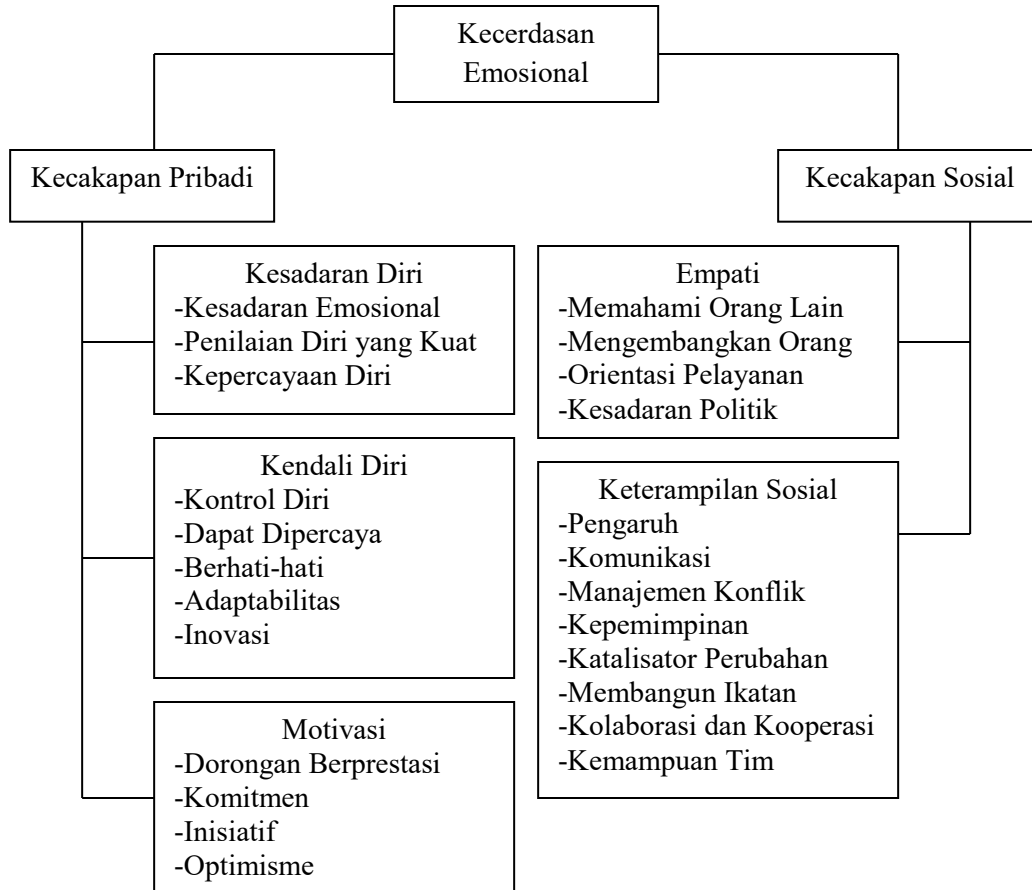 Kecerdasan
Emosional
Kecakapan Pribadi
Kecakapan Sosial
Kesadaran Diri
-Kesadaran Emosional
-Penilaian Diri yang Kuat
-Kepercayaan Diri
Kendali Diri
-Kontrol Diri
-Dapat Dipercaya
-Berhati-hati
-Adaptabilitas
-Inovasi
Motivasi
-Dorongan Berprestasi
-Komitmen
-Inisiatif
-Optimisme
Empati
-Memahami Orang Lain
-Mengembangkan Orang
-Orientasi Pelayanan
-Kesadaran Politik
Keterampilan Sosial
-Pengaruh
-Komunikasi
-Manajemen Konflik
-Kepemimpinan
-Katalisator Perubahan
-Membangun Ikatan
-Kolaborasi dan Kooperasi
-Kemampuan Tim